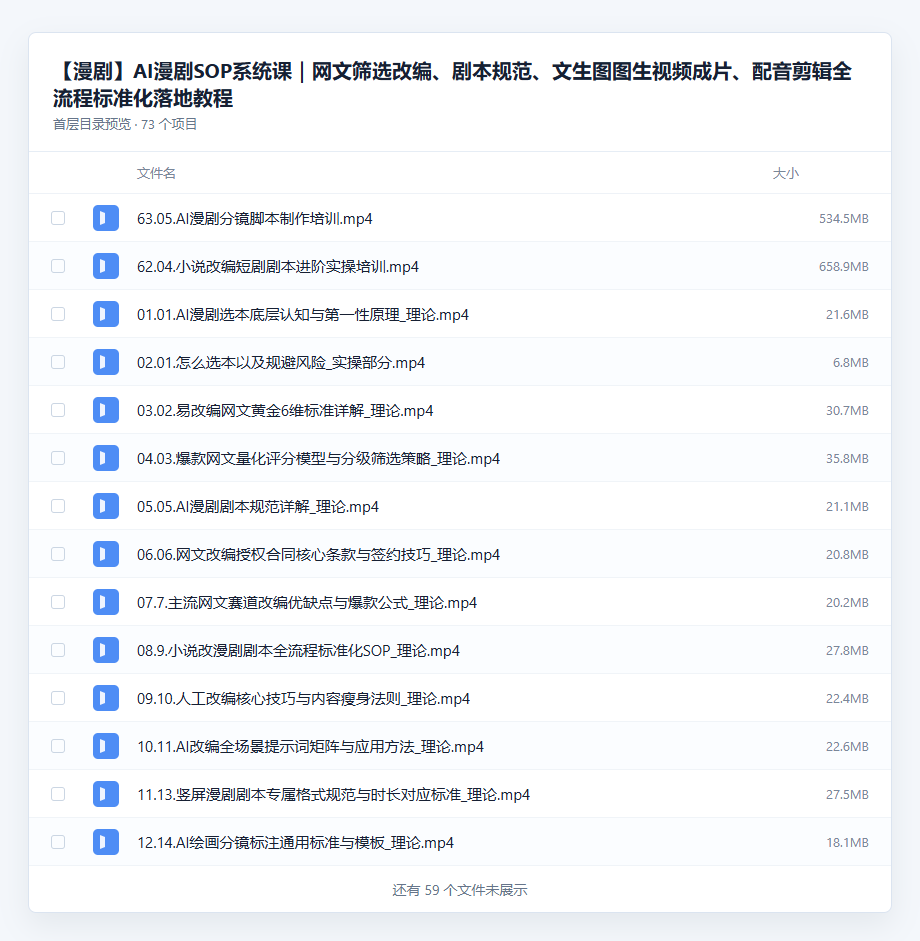 【漫剧】AI漫剧SOP系统课｜网文筛选改编、剧本规范、文生图图生视频成片、配音剪辑全
流程标准化落地教程
首层目录预览 · 73 个项目
文件名 大小
63.05.AI漫剧分镜脚本制作培训.mp4 534.5MB
62.04.小说改编短剧剧本进阶实操培训.mp4 658.9MB
01.01.AI漫剧选本底层认知与第一性原理_理论.mp4 21.6MB
02.01.怎么选本以及规避风险_实操部分.mp4 6.8MB
03.02.易改编网文黄金6维标准详解_理论.mp4 30.7MB
04.03.爆款网文量化评分模型与分级筛选策略_理论.mp4 35.8MB
05.05.AI漫剧剧本规范详解_理论.mp4 21.1MB
06.06.网文改编授权合同核心条款与签约技巧_理论.mp4 20.8MB
07.7.主流网文赛道改编优缺点与爆款公式_理论.mp4 20.2MB
08.9.小说改漫剧剧本全流程标准化SOP_理论.mp4 27.8MB
09.10.人工改编核心技巧与内容瘦身法则_理论.mp4 22.4MB
10.11.AI改编全场景提示词矩阵与应用方法_理论.mp4 22.6MB
11.13.竖屏漫剧剧本专属格式规范与时长对应标准_理论.mp4 27.5MB
12.14.AI绘画分镜标注通用标准与模板_理论.mp4 18.1MB
还有 59 个文件未展示